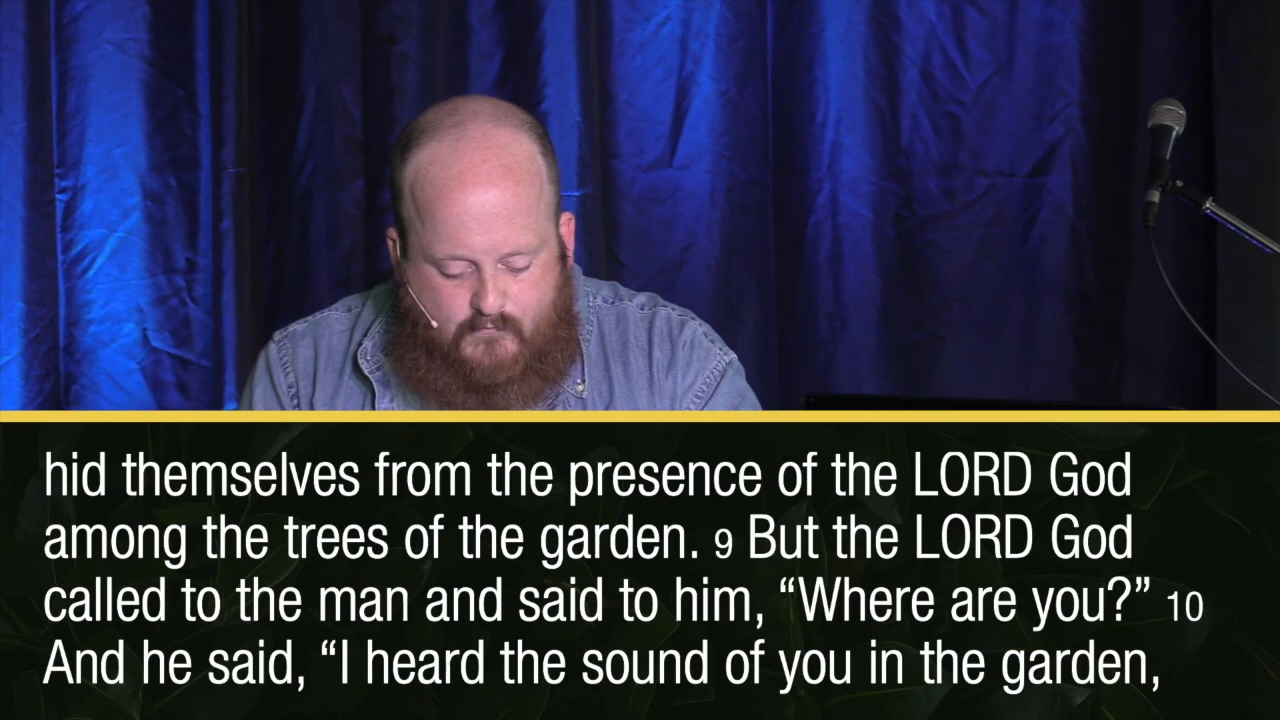 hid themselves from the presence of the LORD God
among the trees of the garden. 9 But the LORD God
called to the man and said to him, “Where are you?” 10
And he said, “I heard the sound of you in the garden,